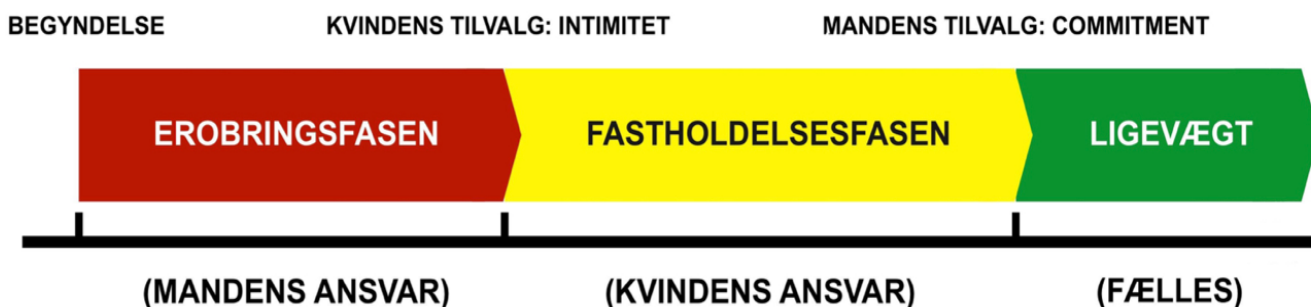 BEGYNDELSE
KVINDENS TILVALG: INTIMITET
MANDENS TILVALG: COMMITMENT
EROBRINGSFASEN
FASTHOLDELSESFASEN
LIGEVÆGT
(MANDENS ANSVAR)
(KVINDENS ANSVAR)
(FÆLLES)